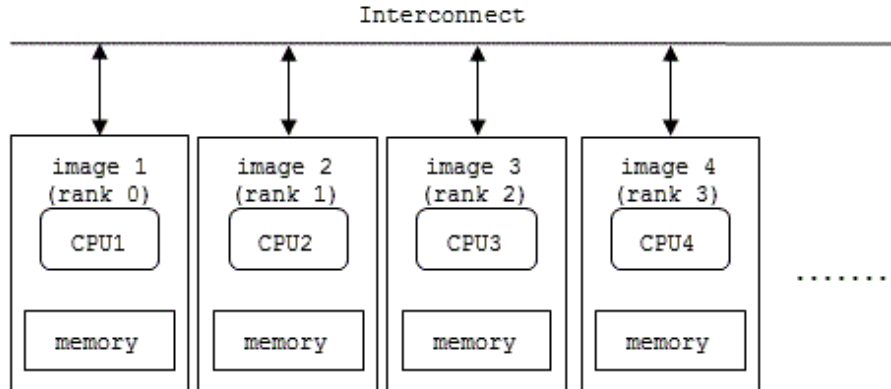 Interconnect
image 1
(rank 0)
CPU1
memory
image 2
(rank 1)
CPU2
memory
image 3
(rank 2)
CPU3
memory
image 4
(rank 3)
CPU4
memory
.......